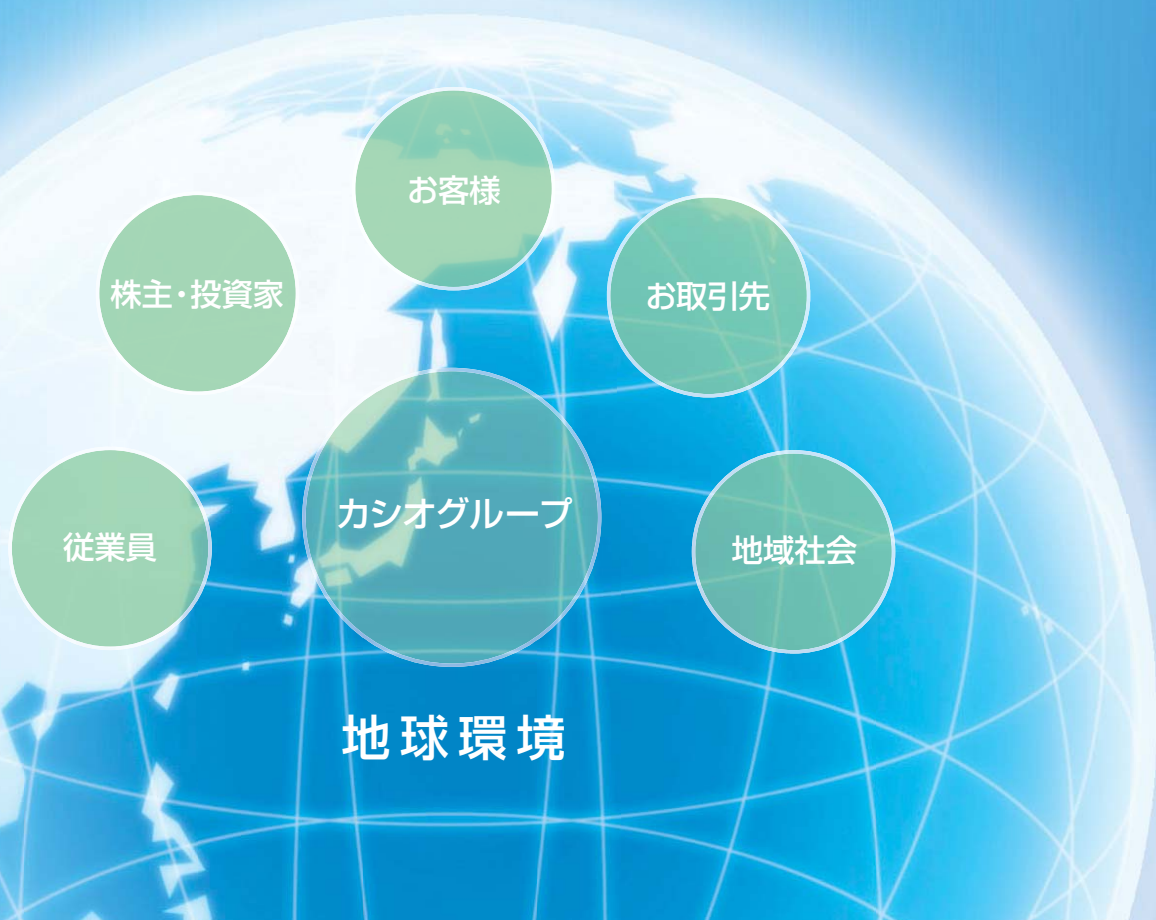 お客様
株主・投資家
お取引先
カシオグループ
従業員
地域社会
地球環境